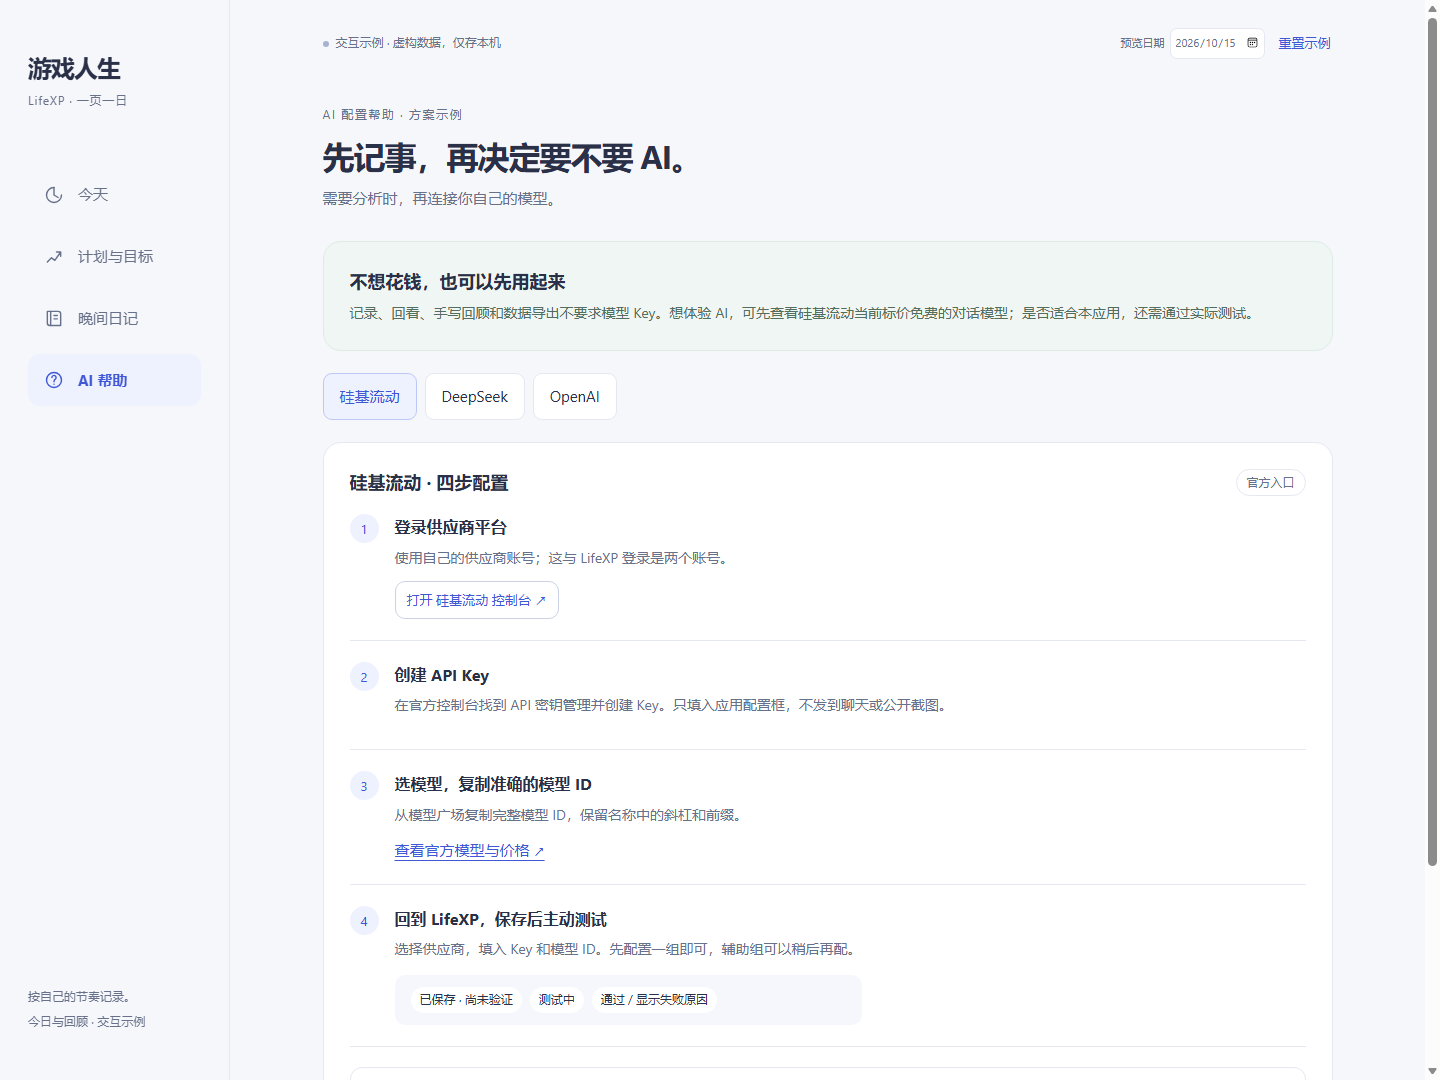 游戏人生
LifeXP · 一页一日
今天
计划与目标
晚间日记
AI 帮助
按自己的节奏记录。
今日与回顾 · 交互示例
交互示例 · 虚构数据，仅存本机
预览日期
2026/10/15
重置示例
AI 配置帮助 · 方案示例
先记事，再决定要不要 AI。
需要分析时，再连接你自己的模型。
不想花钱，也可以先用起来
记录、回看、手写回顾和数据导出不要求模型 Key。想体验 AI，可先查看硅基流动当前标价免费的对话模型；是否适合本应用，还需通过实际测试。
硅基流动
DeepSeek
OpenAI
硅基流动 · 四步配置
官方入口
1
登录供应商平台
使用自己的供应商账号；这与 LifeXP 登录是两个账号。
打开 硅基流动 控制台 ↗
2
创建 API Key
在官方控制台找到 API 密钥管理并创建 Key。只填入应用配置框，不发到聊天或公开截图。
3
选模型，复制准确的模型 ID
从模型广场复制完整模型 ID，保留名称中的斜杠和前缀。
查看官方模型与价格 ↗
4
回到 LifeXP，保存后主动测试
选择供应商，填入 Key 和模型 ID。先配置一组即可，辅助组可以稍后再配。
已保存 · 尚未验证
测试中
通过 / 显示失败原因